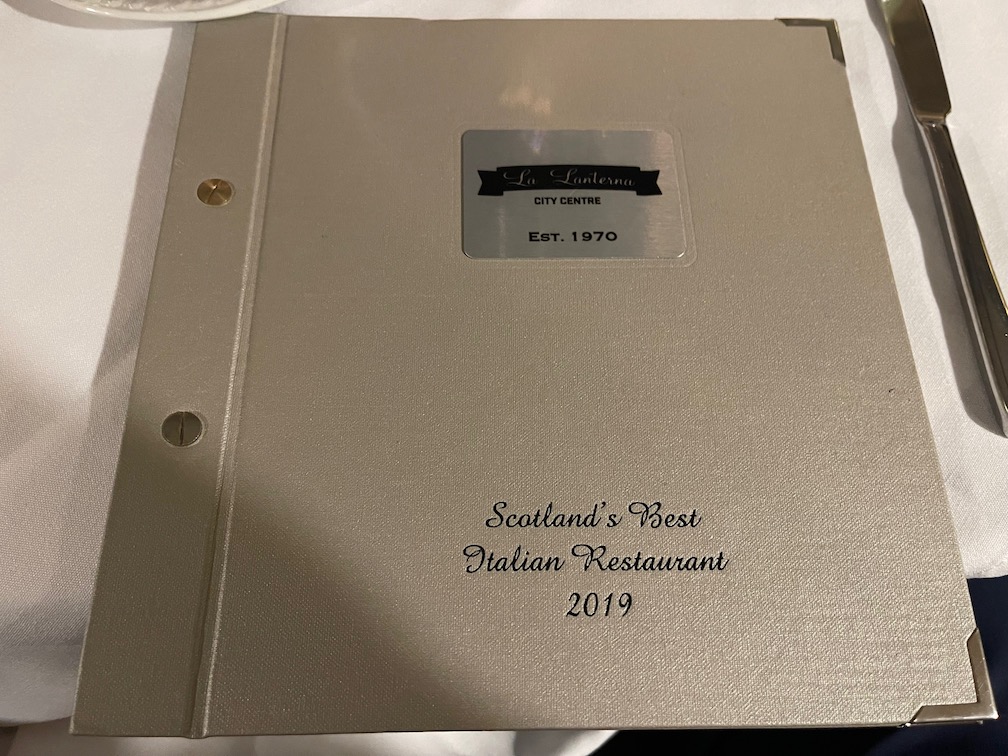 La Lanterna
CITY CENTRE
EST. 1970
Scotland's Best
Italian Restaurant
2019